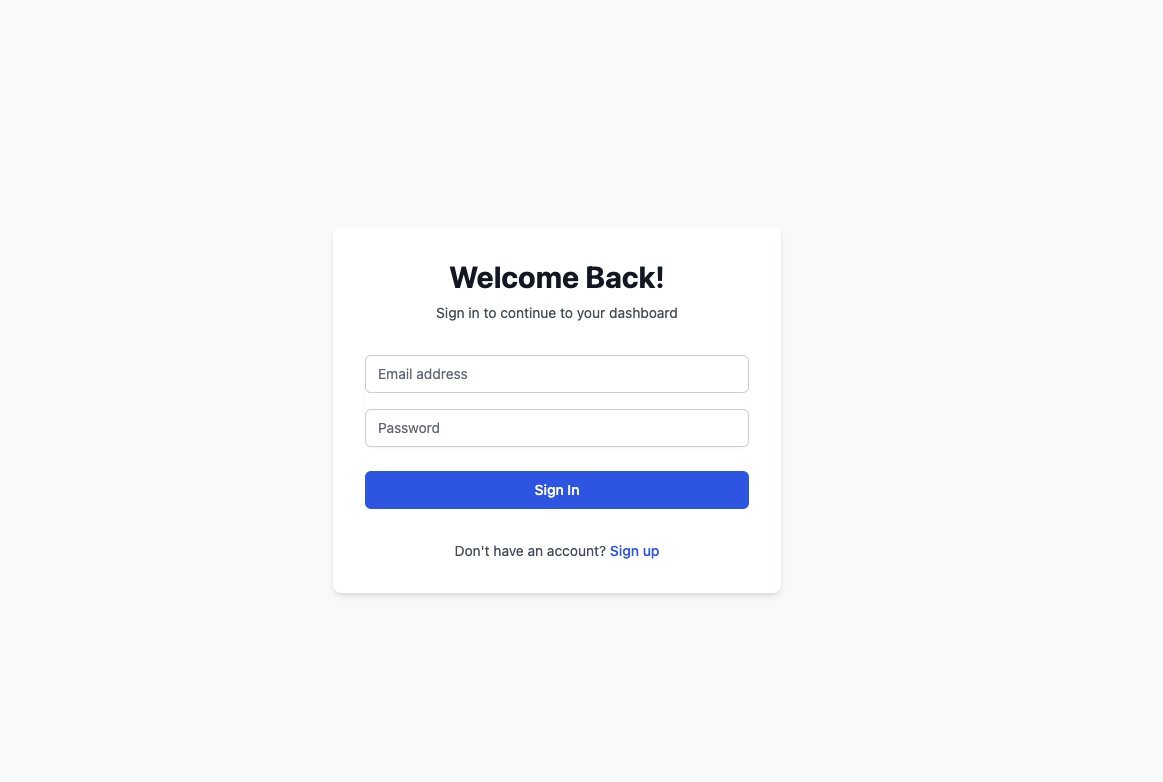 Welcome Back!
Sign in to continue to your dashboard
Email address
Password
Sign In
Don't have an account? Sign up